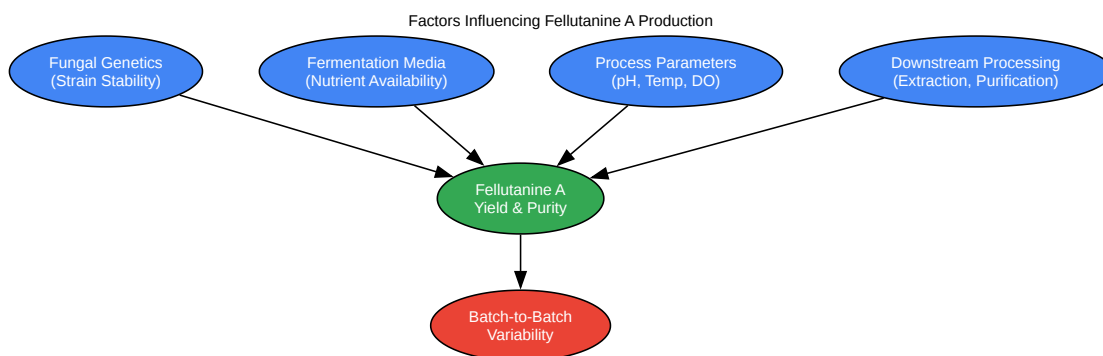 Factors Influencing Fellutanine A Production
Fungal Genetics
(Strain Stability)
Fermentation Media
(Nutrient Availability)
Process Parameters
(pH, Temp, DO)
Downstream Processing
(Extraction, Purification)
Fellutanine A
Yield & Purity
Batch-to-Batch
Variability